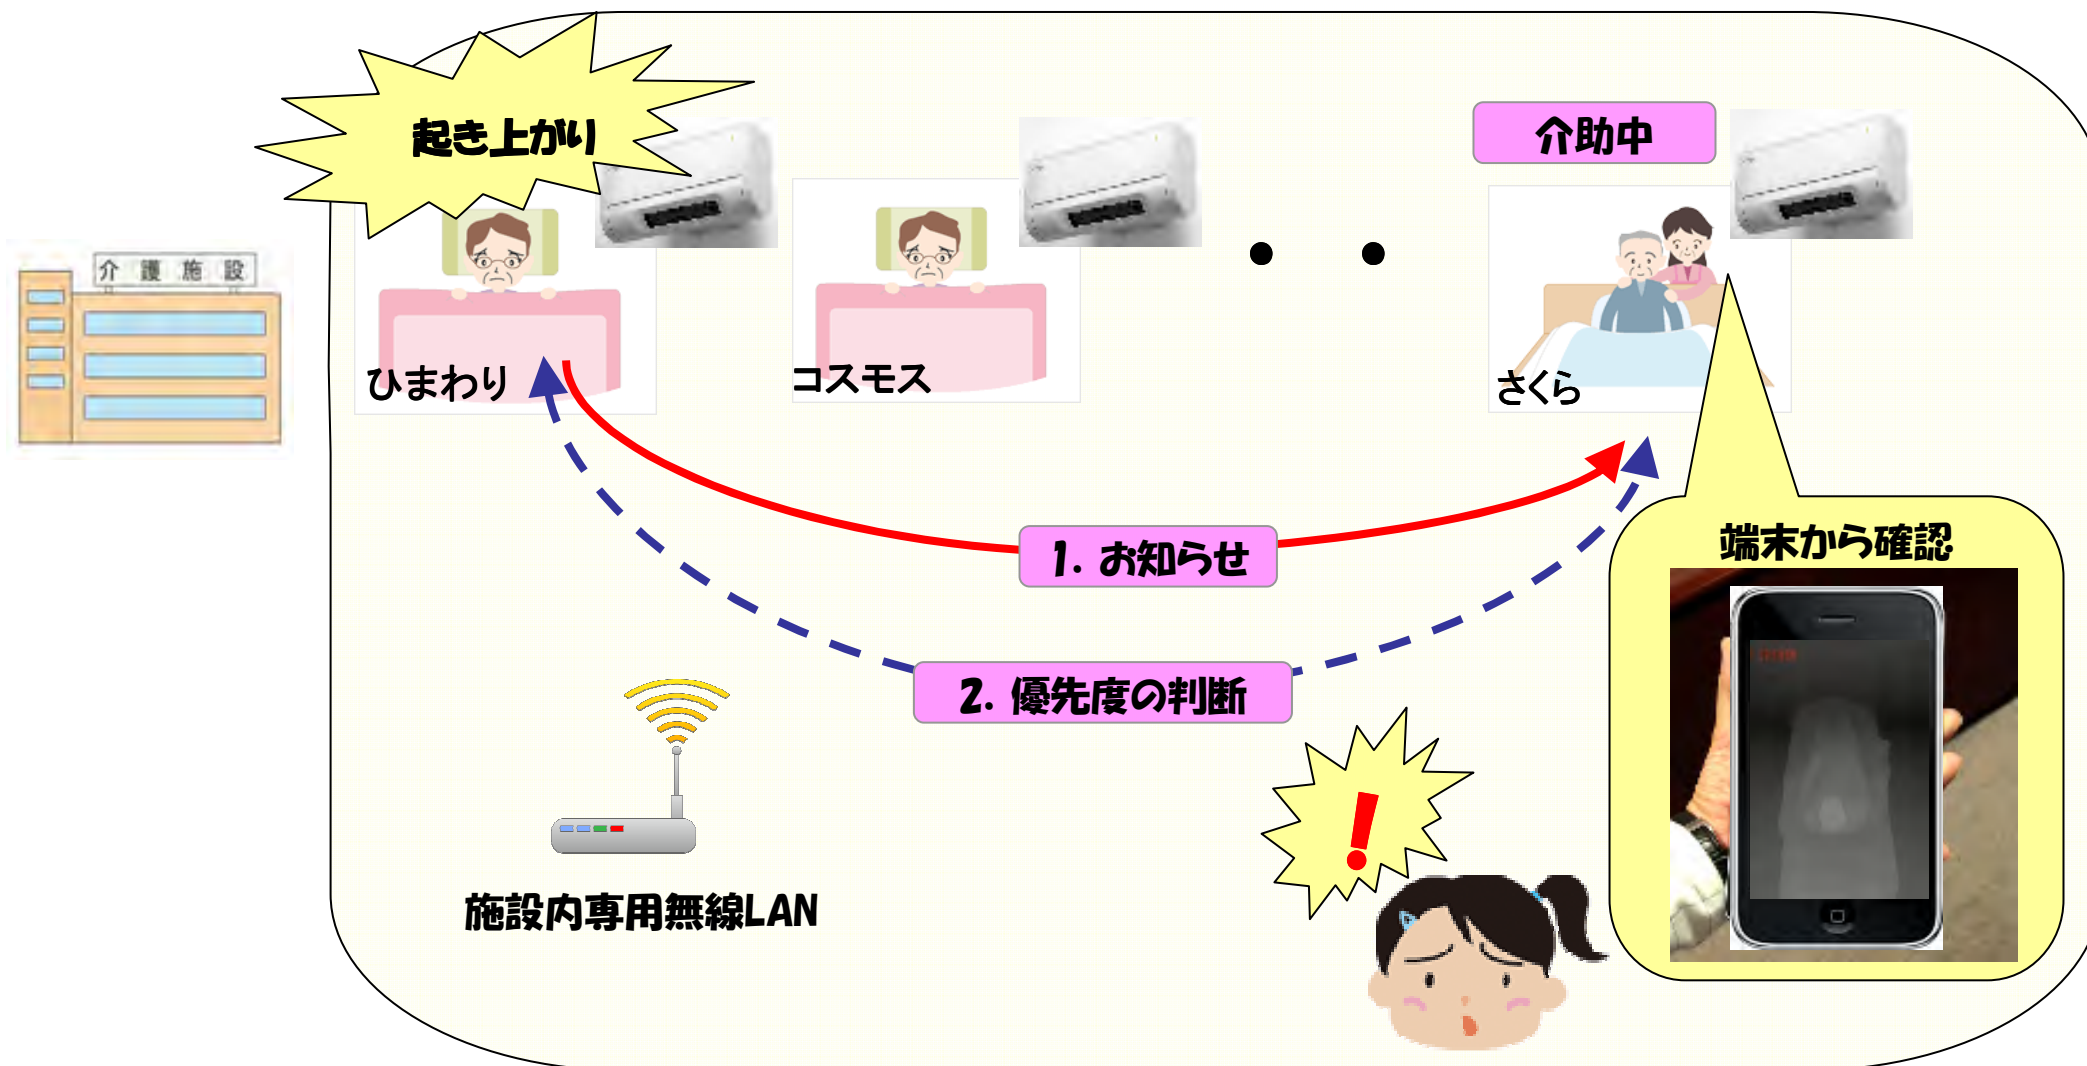 起き上がり
介助中
介 護 施 設
ひまわり
コスモス
さくら
1. お知らせ
端末から確認
2. 優先度の判断
!
施設内専用無線LAN